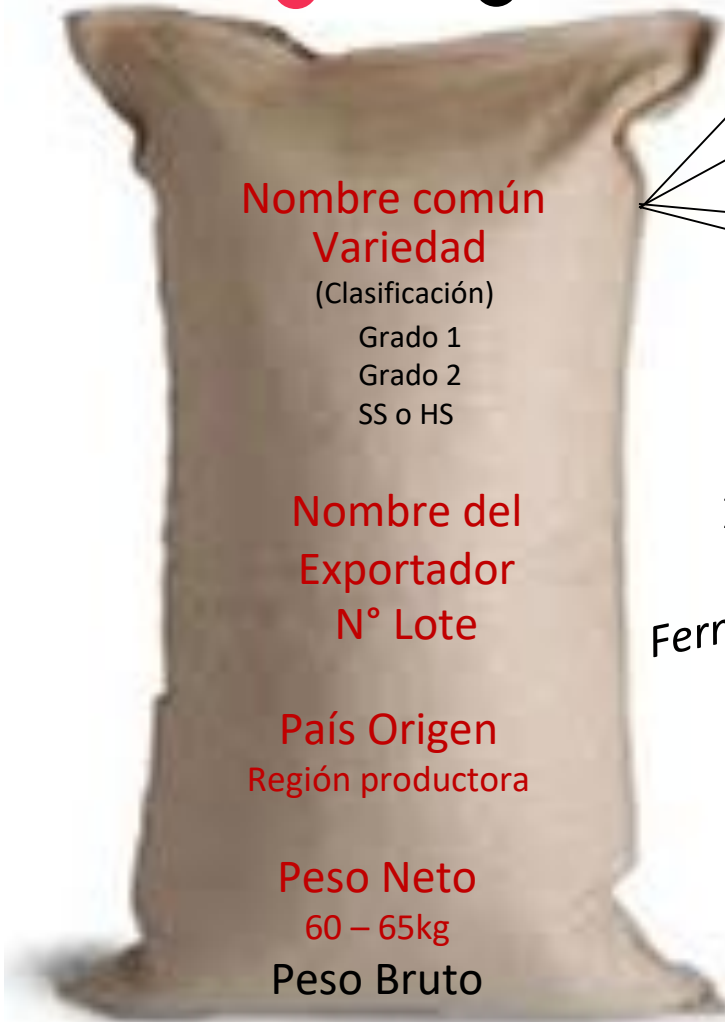 Nombre común
Variedad
(Clasificación)
Grado 1
Grado 2
SS o HS
Nombre del
Exportador
N° Lote
Ferr
País Origen
Región productora
Peso Neto
60 – 65kg
Peso Bruto